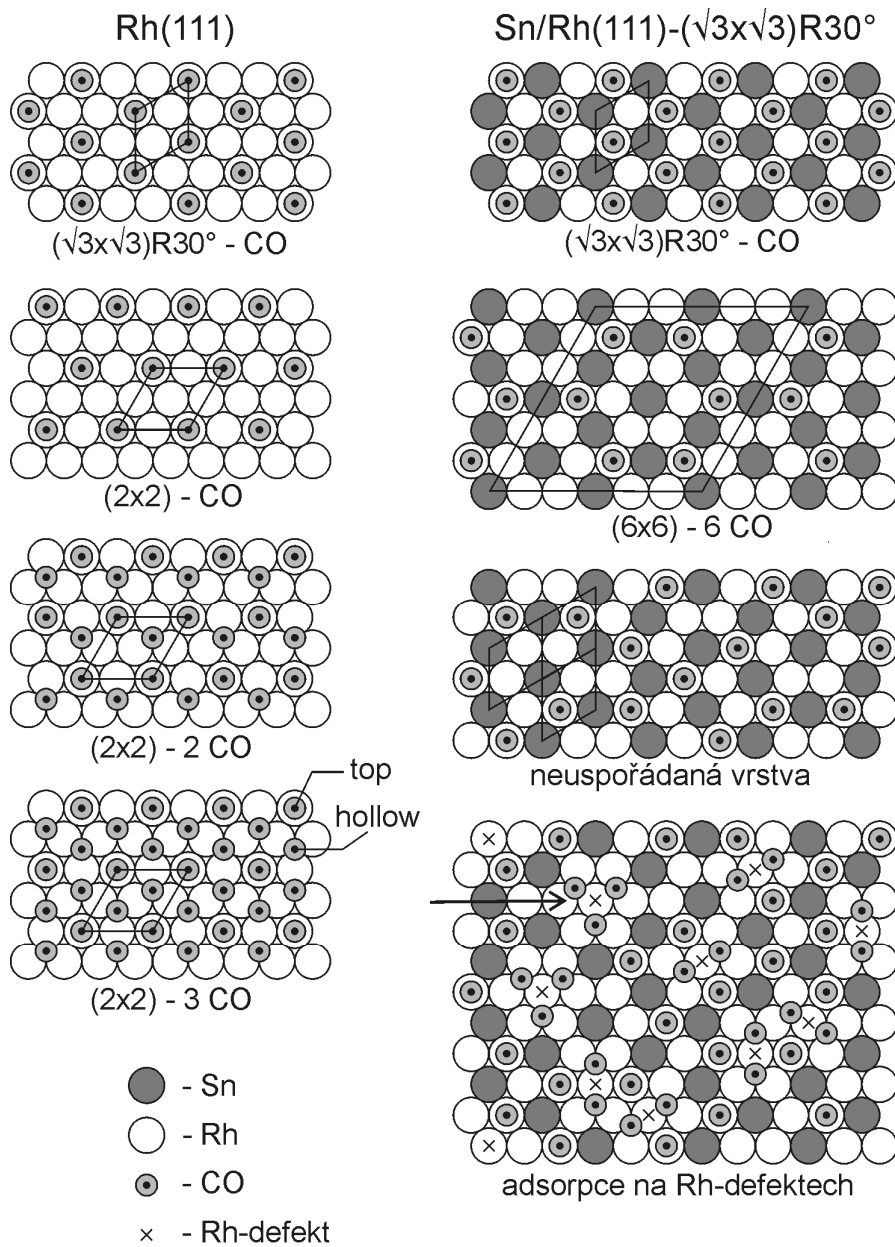 Rh(111)
(√3x√3)R30° - CO
(2x2) - CO
(2x2) - 2 CO
top
hollow
(2x2) - 3 CO
- Sn
- Rh
- CO
× - Rh-defekt
Sn/Rh(111)-(√3x√3)R30°
(√3x√3)R30° - CO
(6x6) - 6 CO
neuspořádaná vrstva
adsorpce na Rh-defektech